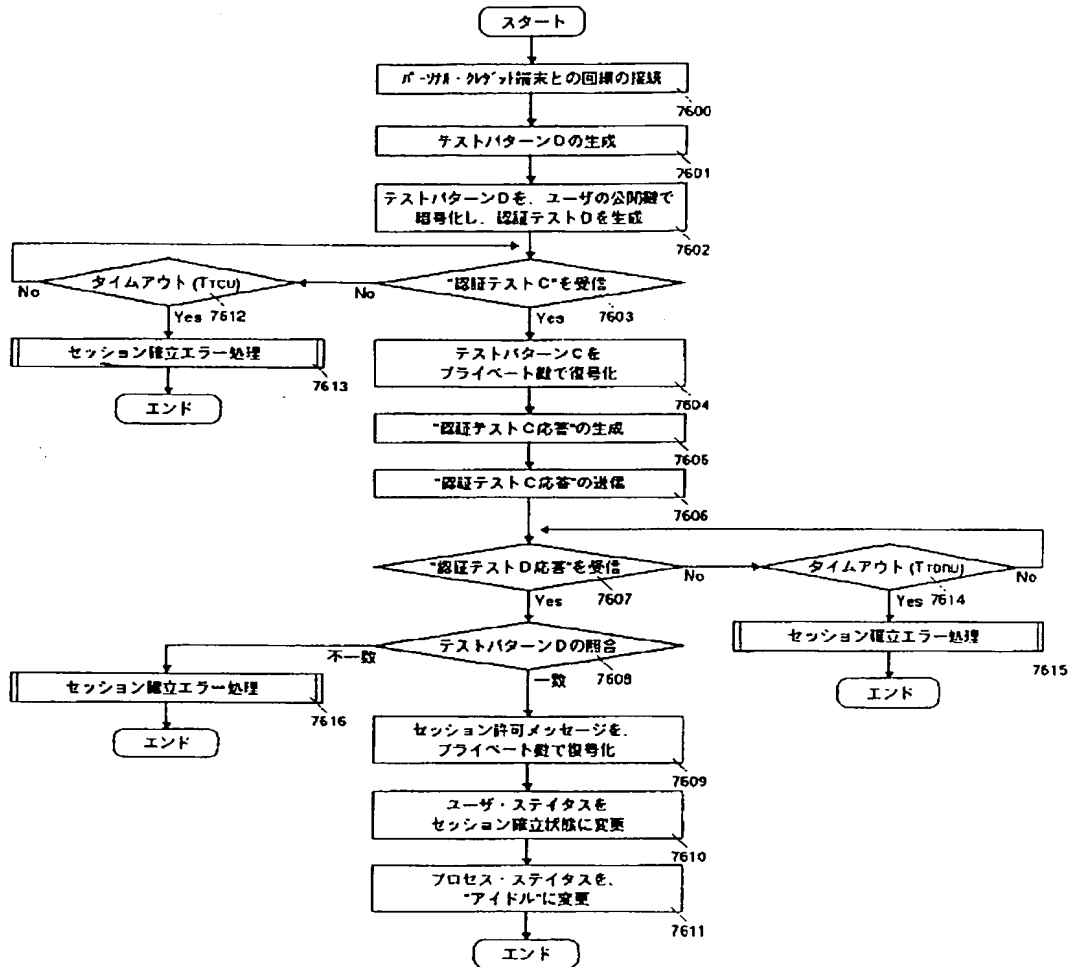 スタート
パーソナル・クレジット端末との回線の接続
7600
テストパターンDの生成
7601
テストパターンDを、ユーザの公開鍵で
暗号化し、認証テストDを生成
7602
"認証テストC"を受信
7603
No
Yes
タイムアウト (TTCU)
7612
No
Yes
セッション確立エラー処理
7613
エンド
テストパターンCを
プライベート鍵で復号化
7604
"認証テストC応答"の生成
7605
"認証テストC応答"の送信
7606
"認証テストD応答"を受信
7607
No
Yes
タイムアウト (TTDRU)
7614
No
Yes
セッション確立エラー処理
7615
エンド
テストパターンDの照合
7608
不一致
一致
セッション確立エラー処理
7616
エンド
セッション許可メッセージを、
プライベート鍵で復号化
7609
ユーザ・ステイタスを
セッション確立状態に変更
7610
プロセス・ステイタスを、
"アイドル"に変更
7611
エンド